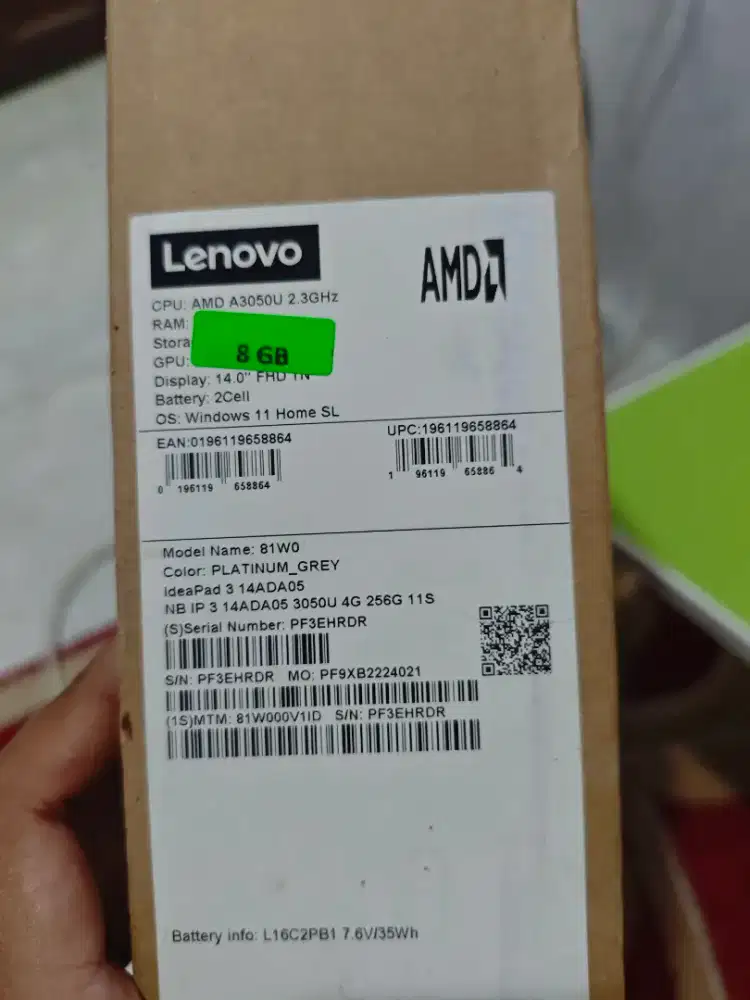 Lenovo
AMD
CPU: AMD A3050U 2.3GHz
RAM:
Stora
8 GB
GPU:
Display: 14.0" FHD TN
Battery: 2Cell
OS: Windows 11 Home SL
EAN:0196119658864
UPC:196119658864
0 196119 658864
1 96119 65886 4
Model Name: 81W0
Color: PLATINUM_GREY
IdeaPad 3 14ADA05
NB IP 3 14ADA05 3050U 4G 256G 11S
(S)Serial Number: PF3EHRDR
S/N: PF3EHRDR MO: PF9XB2224021
(1S)MTM: 81W000V1ID S/N: PF3EHRDR
Battery info: L16C2PB1 7.6V/35Wh